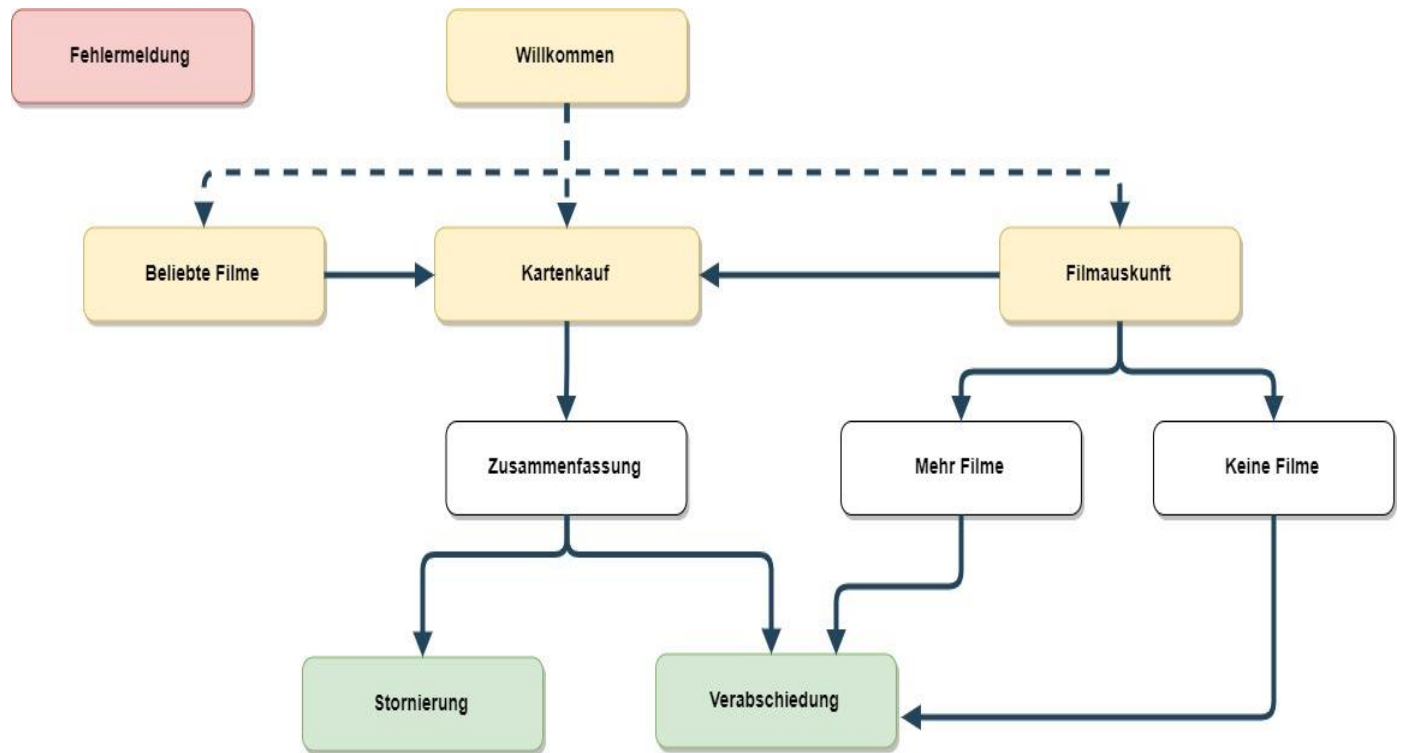 Fehlermeldung
Willkommen
Beliebte Filme
Kartenkauf
Filmauskunft
Zusammenfassung
Mehr Filme
Keine Filme
Stornierung
Verabschiedung